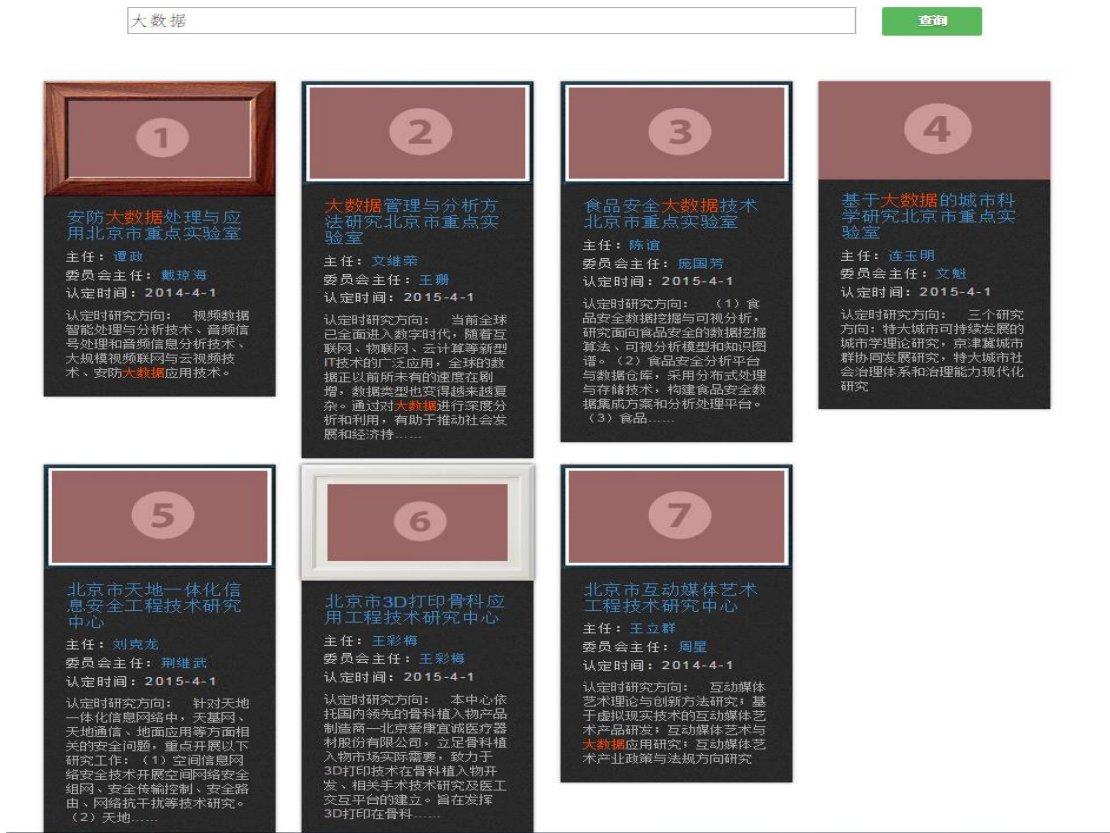 大数据
查询
1
安防大数据处理与应
用北京市重点实验室
主任：谭政
委员会主任：戴琼海
认定时间：2014-4-1
认定时研究方向： 视频数据
智能处理与分析技术、音频信
号处理和音频信息分析技术、
大规模视频联网与云视频技
术、安防大数据应用技术。
2
大数据管理与分析方
法研究北京市重点实
验室
主任：文继荣
委员会主任：王珊
认定时间：2015-4-1
认定时研究方向： 当前全球
已全面进入数字时代，随着互
联网、物联网、云计算等新型
IT技术的广泛应用，全球的数
据正以前所未有的速度在剧
增，数据类型也变得越来越复
杂。通过对大数据进行深度分
析和利用，有助于推动社会发
展和经济持……
3
食品安全大数据技术
北京市重点实验室
主任：陈谊
委员会主任：庞国芳
认定时间：2015-4-1
认定时研究方向： （1）食
品安全数据挖掘与可视分析，
研究面向食品安全的数据挖掘
算法、可视分析模型和知识图
谱。（2）食品安全分析平台
与数据仓库，采用分布式处理
与存储技术，构建食品安全数
据集成方案和分析处理平台。
（3）食品……
4
基于大数据的城市科
学研究北京市重点实
验室
主任：连玉明
委员会主任：文魁
认定时间：2015-4-1
认定时研究方向： 三个研究
方向：特大城市可持续发展的
城市学理论研究，京津冀城市
群协同发展研究，特大城市社
会治理体系和治理能力现代化
研究
5
北京市天地一体化信
息安全工程技术研究
中心
主任：刘克龙
委员会主任：荆继武
认定时间：2015-4-1
认定时研究方向： 针对天地
一体化信息网络中，天基网、
天地通信、地面应用等方面相
关的安全问题，重点开展以下
研究工作：（1）空间信息网
络安全技术开展空间网络安全
组网、安全传输控制、安全路
由、网络抗干扰等技术研究。
（2）天地……
6
北京市3D打印骨科应
用工程技术研究中心
主任：王彩梅
委员会主任：王彩梅
认定时间：2015-4-1
认定时研究方向： 本中心依
托国内领先的骨科植入物产品
制造商—北京爱康宜诚医疗器
材股份有限公司，立足骨科植
入物市场实际需要，致力于
3D打印技术在骨科植入物开
发、相关手术技术研究及医工
交互平台的建立。旨在发挥
3D打印在骨科……
7
北京市互动媒体艺术
工程技术研究中心
主任：王立群
委员会主任：周星
认定时间：2014-4-1
认定时研究方向： 互动媒体
艺术理论与创新方法研究；基
于虚拟现实技术的互动媒体艺
术产品研发；互动媒体艺术与
大数据应用研究；互动媒体艺
术产业政策与法规方向研究